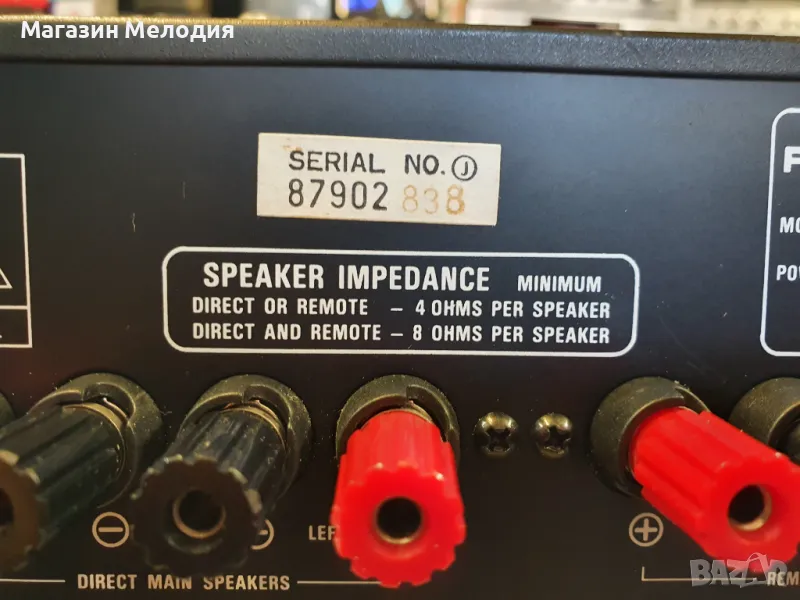 Магазин Мелодия
SERIAL NO. J
87902 838
SPEAKER IMPEDANCE MINIMUM
DIRECT OR REMOTE – 4 OHMS PER SPEAKER
DIRECT AND REMOTE – 8 OHMS PER SPEAKER
DIRECT MAIN SPEAKERS